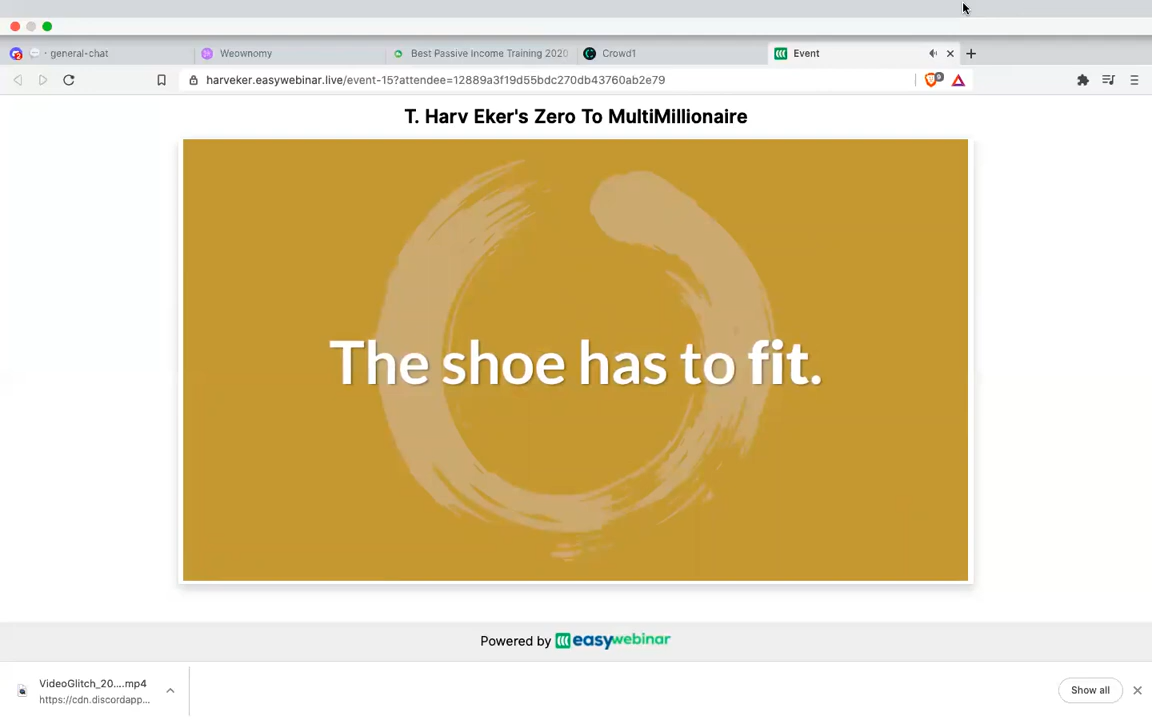 general-chat
Weownomy
Best Passive Income Training 2020
Crowd1
Event
harveker.easywebinar.live/event-15?attendee=12889a3f19d55bdc270db43760ab2e79
T. Harv Eker's Zero To MultiMillionaire
The shoe has to fit.
Powered by easywebinar
VideoGlitch_20....mp4
https://cdn.discordapp...
Show all